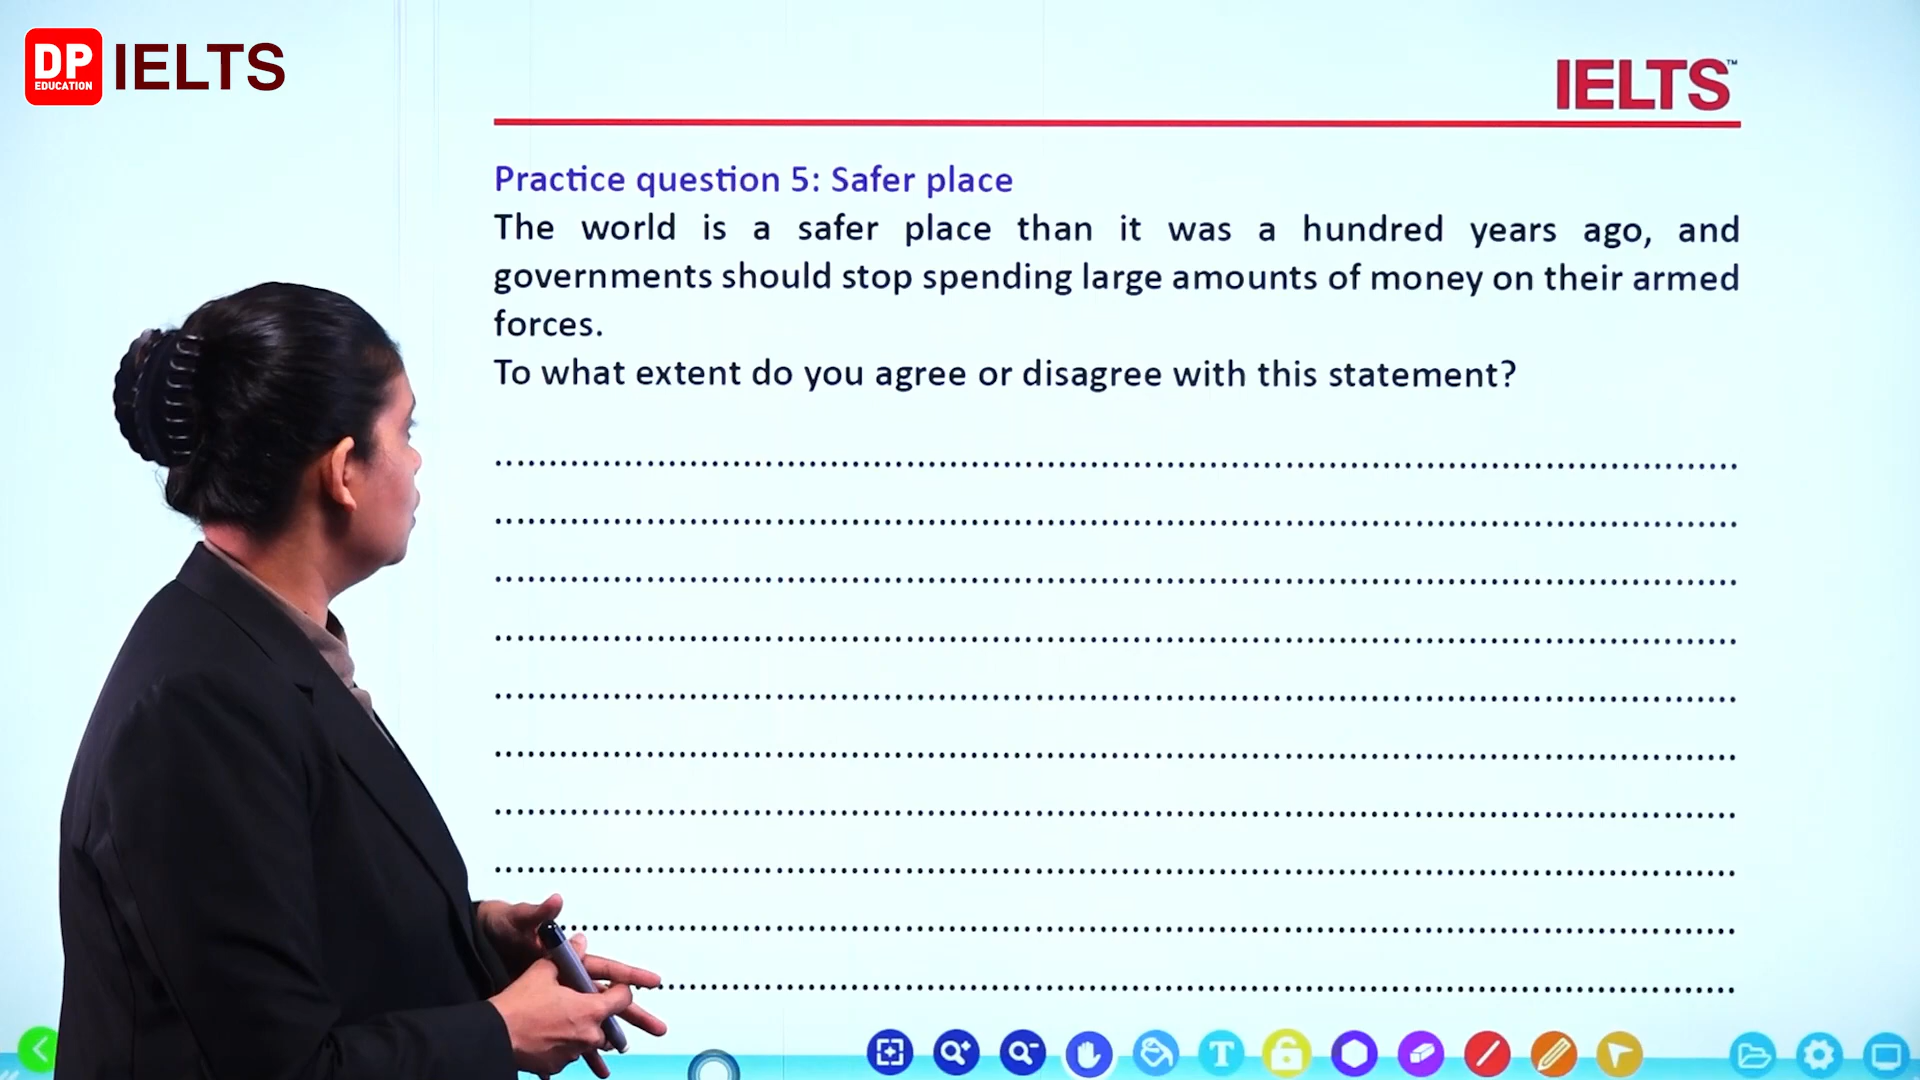 DP
EDUCATION
IELTS
IELTS™
Practice question 5: Safer place
The world is a safer place than it was a hundred years ago, and
governments should stop spending large amounts of money on their armed
forces.
To what extent do you agree or disagree with this statement?
T